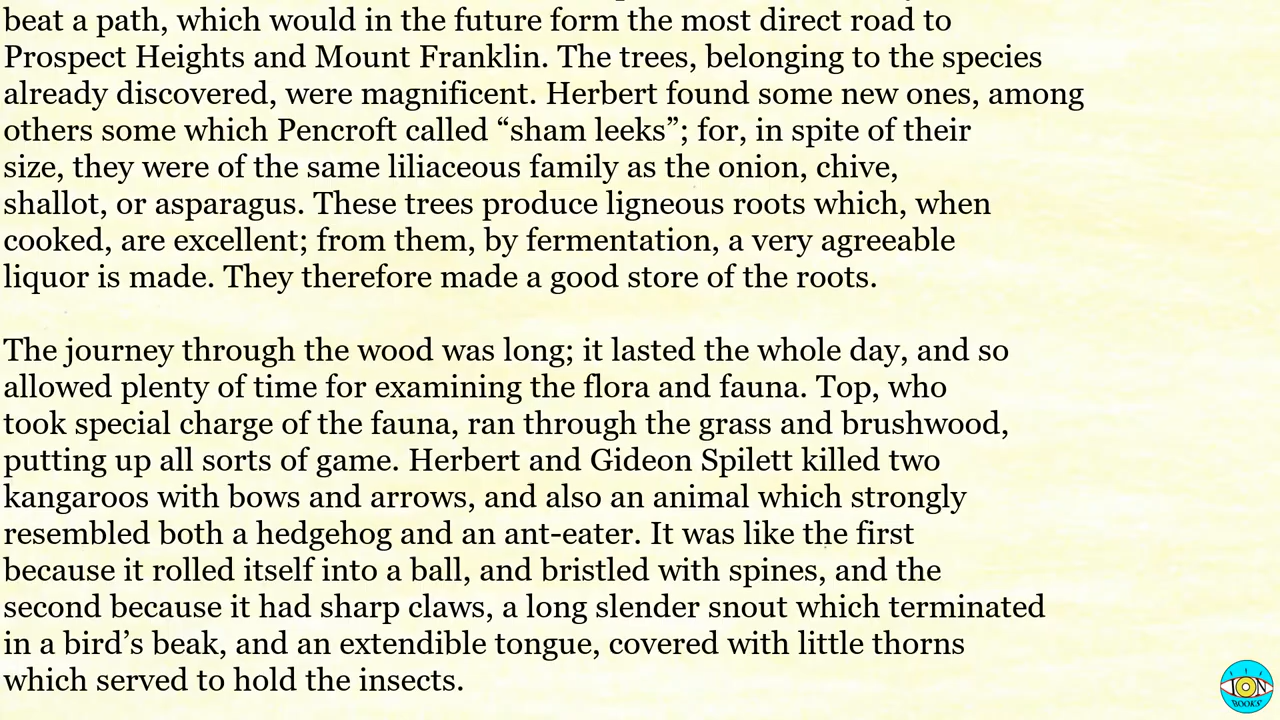 beat a path, which would in the future form the most direct road to
Prospect Heights and Mount Franklin. The trees, belonging to the species
already discovered, were magnificent. Herbert found some new ones, among
others some which Pencroft called “sham leeks”; for, in spite of their
size, they were of the same liliaceous family as the onion, chive,
shallot, or asparagus. These trees produce ligneous roots which, when
cooked, are excellent; from them, by fermentation, a very agreeable
liquor is made. They therefore made a good store of the roots.
The journey through the wood was long; it lasted the whole day, and so
allowed plenty of time for examining the flora and fauna. Top, who
took special charge of the fauna, ran through the grass and brushwood,
putting up all sorts of game. Herbert and Gideon Spilett killed two
kangaroos with bows and arrows, and also an animal which strongly
resembled both a hedgehog and an ant-eater. It was like the first
because it rolled itself into a ball, and bristled with spines, and the
second because it had sharp claws, a long slender snout which terminated
in a bird’s beak, and an extendible tongue, covered with little thorns
which served to hold the insects.
ION
BOOKS